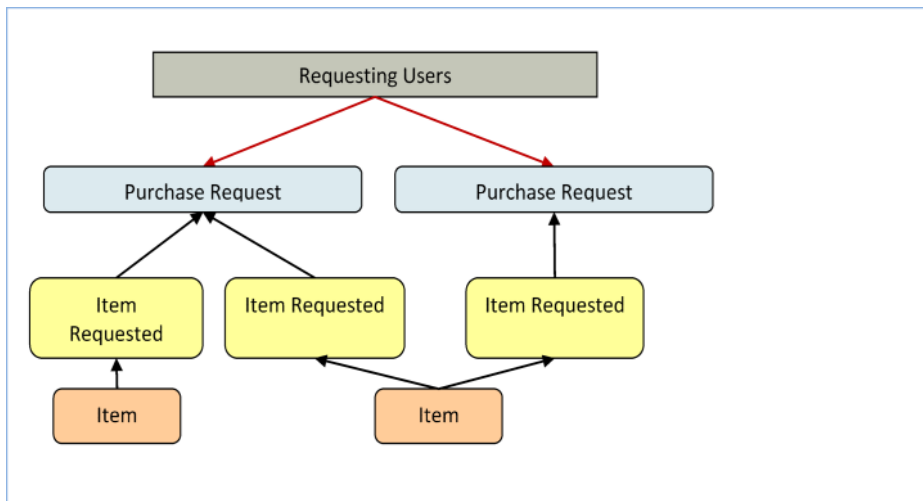 Requesting Users
Purchase Request
Purchase Request
Item
Requested
Item Requested
Item Requested
Item
Item